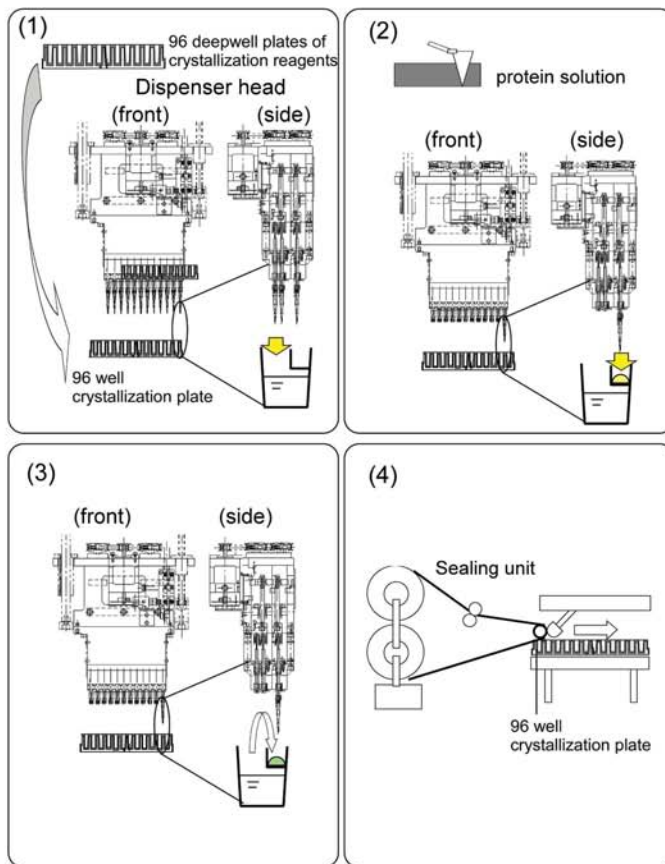 (1)
96 deepwell plates of
crystallization reagents
Dispenser head
(front)
(side)
96 well
crystallization plate
(2)
protein solution
(front)
(side)
(3)
(front)
(side)
(4)
Sealing unit
96 well
crystallization plate